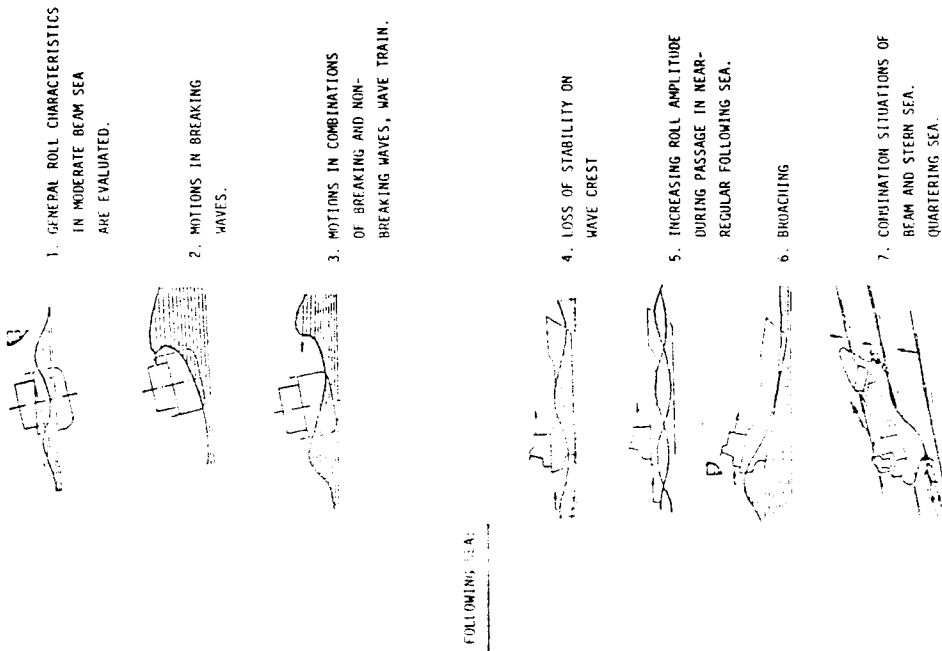 1. GENERAL ROLL CHARACTERISTICS
IN MODERATE BEAM SEA
ARE EVALUATED.
2. MOTIONS IN BREAKING
WAVES.
3. MOTIONS IN COMBINATIONS
OF BREAKING AND NON-
BREAKING WAVES, WAVE TRAIN.
FOLLOWING SEA:
4. LOSS OF STABILITY ON
WAVE CREST
5. INCREASING ROLL AMPLITUDE
DURING PASSAGE IN NEAR-
REGULAR FOLLOWING SEA.
6. BROACHING
7. COMBINATION SITUATIONS OF
BEAM AND STERN SEA.
QUARTERING SEA.